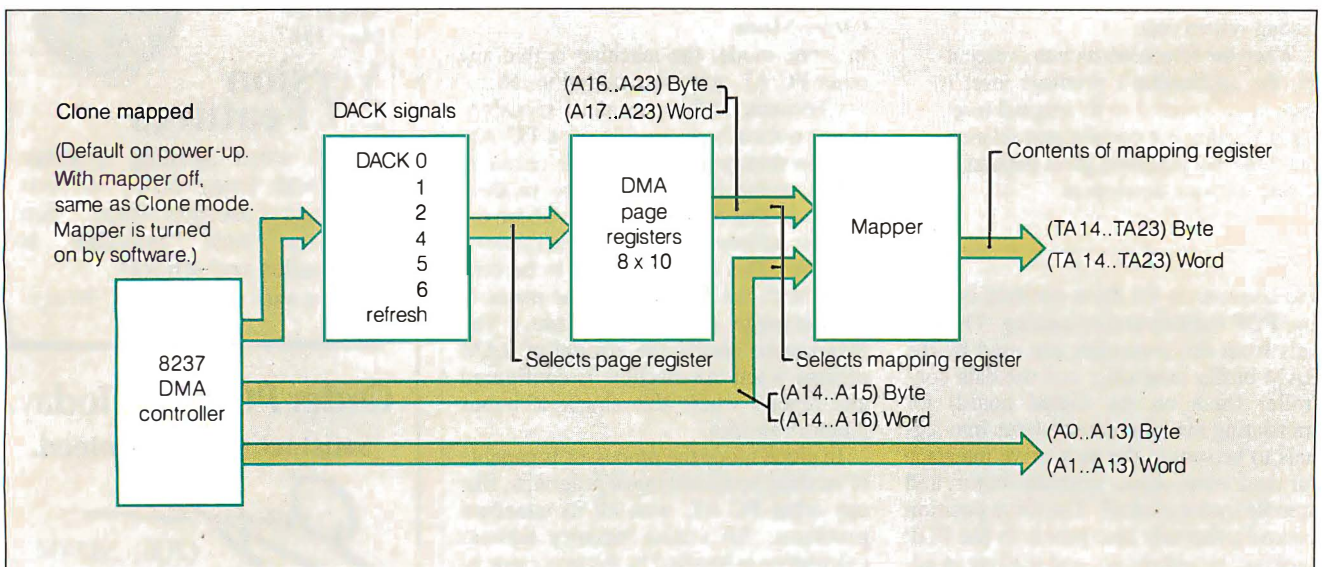 Clone mapped
(Default on power-up.
With mapper off,
same as Clone mode.
Mapper is turned
on by software.)
8237
DMA
controller
DACK signals
DACK 0
1
2
4
5
6
refresh
Selects page register
(A16..A23) Byte
(A17..A23) Word
DMA
page
registers
8 x 10
Mapper
Selects mapping register
(A14..A15) Byte
(A14..A16) Word
Contents of mapping register
(TA14..TA23) Byte
(TA 14..TA23) Word
(A0..A13) Byte
(A1..A13) Word